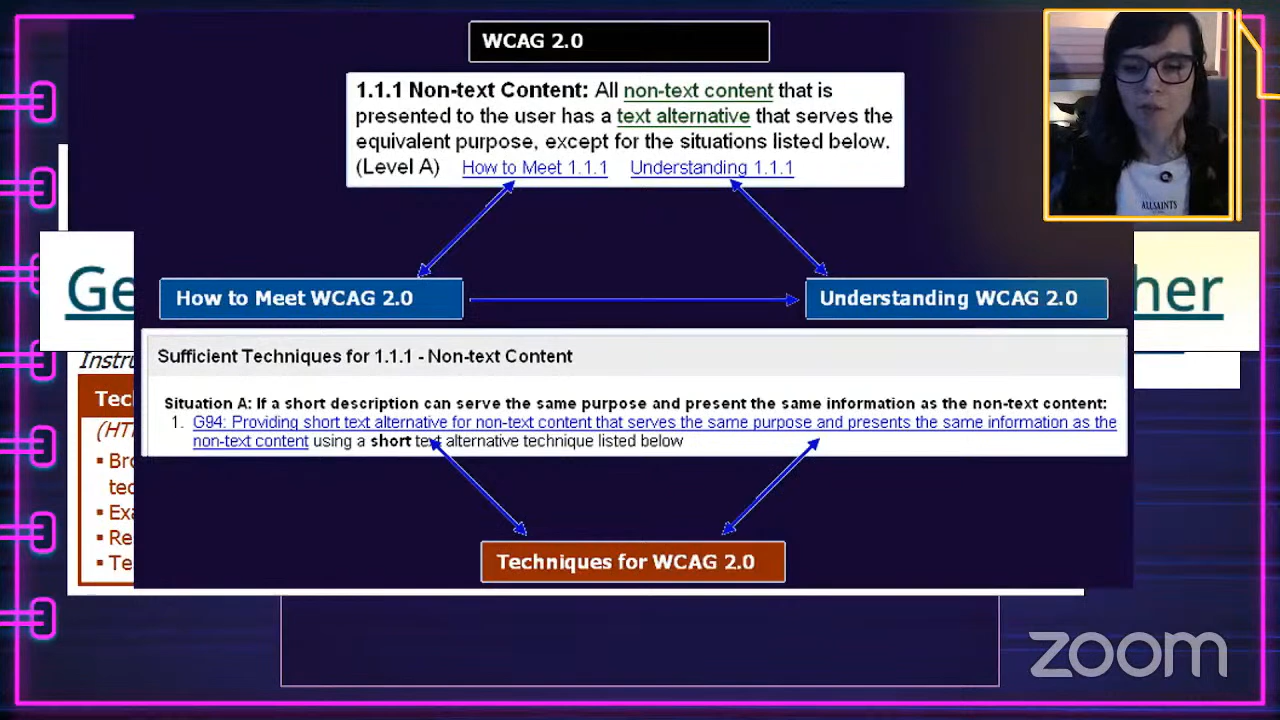 WCAG 2.0
1.1.1 Non-text Content: All non-text content that is
presented to the user has a text alternative that serves the
equivalent purpose, except for the situations listed below.
(Level A) How to Meet 1.1.1 Understanding 1.1.1
ALLSAINTS
How to Meet WCAG 2.0
Understanding WCAG 2.0
Ge
her
Instru
Sufficient Techniques for 1.1.1 - Non-text Content
Tec
Situation A: If a short description can serve the same purpose and present the same information as the non-text content:
1. G94: Providing short text alternative for non-text content that serves the same purpose and presents the same information as the
non-text content using a short text alternative technique listed below
(HT
Bro
tec
Exa
Re
Te
Techniques for WCAG 2.0
zoom